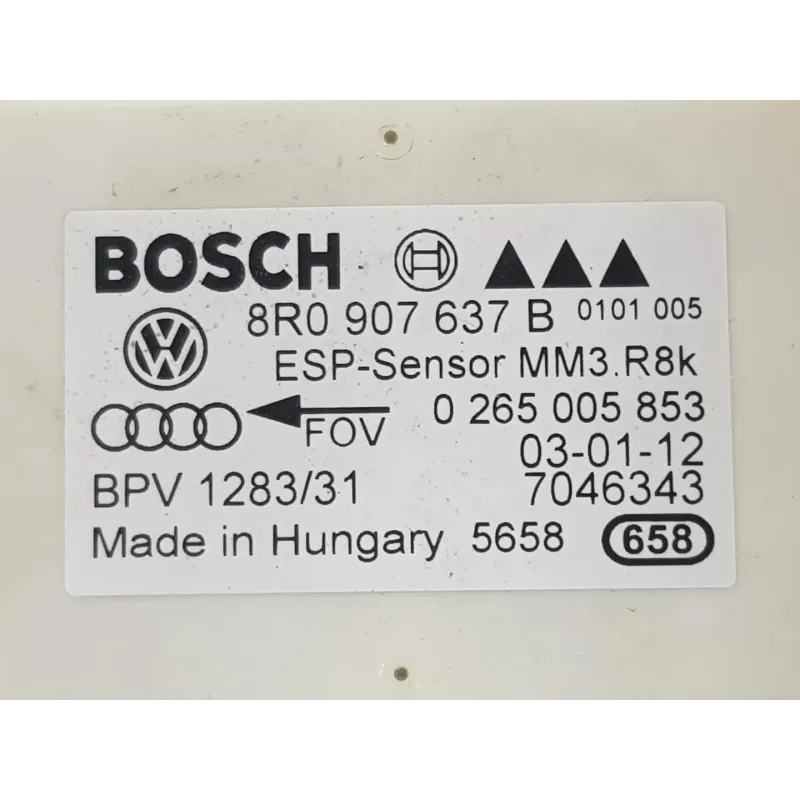 BOSCH
8R0 907 637 B 0101 005
ESP-Sensor MM3.R8k
FOV 0 265 005 853
03-01-12
BPV 1283/31 7046343
Made in Hungary 5658 658